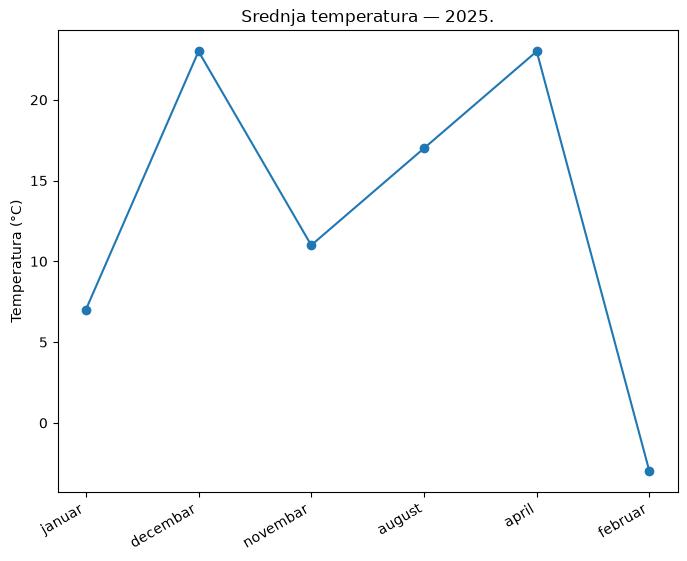 Srednja temperatura — 2025.
Temperatura (°C)
20
15
10
5
0
januar
decembar
novembar
august
april
februar